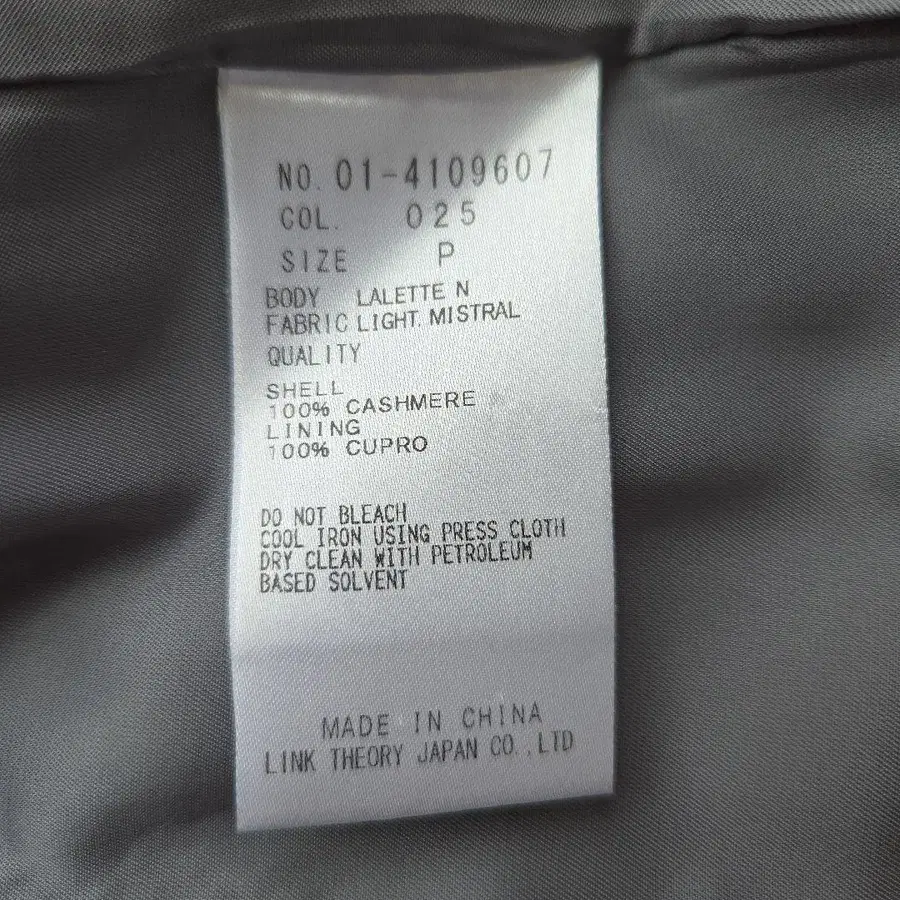 NO. 01-4109607
COL. 025
SIZE P
BODY LALETTE N
FABRIC LIGHT. MISTRAL
QUALITY
SHELL
100% CASHMERE
LINING
100% CUPRO
DO NOT BLEACH
COOL IRON USING PRESS CLOTH
DRY CLEAN WITH PETROLEUM
BASED SOLVENT
MADE IN CHINA
LINK THEORY JAPAN CO.,LTD